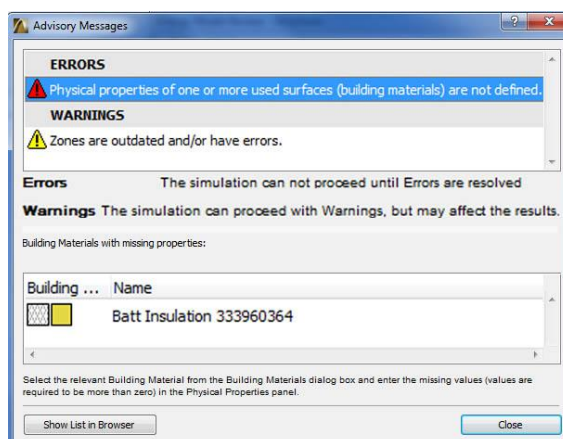 Advisory Messages
ERRORS
Physical properties of one or more used surfaces (building materials) are not defined.
WARNINGS
Zones are outdated and/or have errors.
Errors The simulation can not proceed until Errors are resolved
Warnings The simulation can proceed with Warnings, but may affect the results.
Building Materials with missing properties:
Building ... Name
Batt Insulation 333960364
Select the relevant Building Material from the Building Materials dialog box and enter the missing values (values are
required to be more than zero) in the Physical Properties panel.
Show List in Browser Close